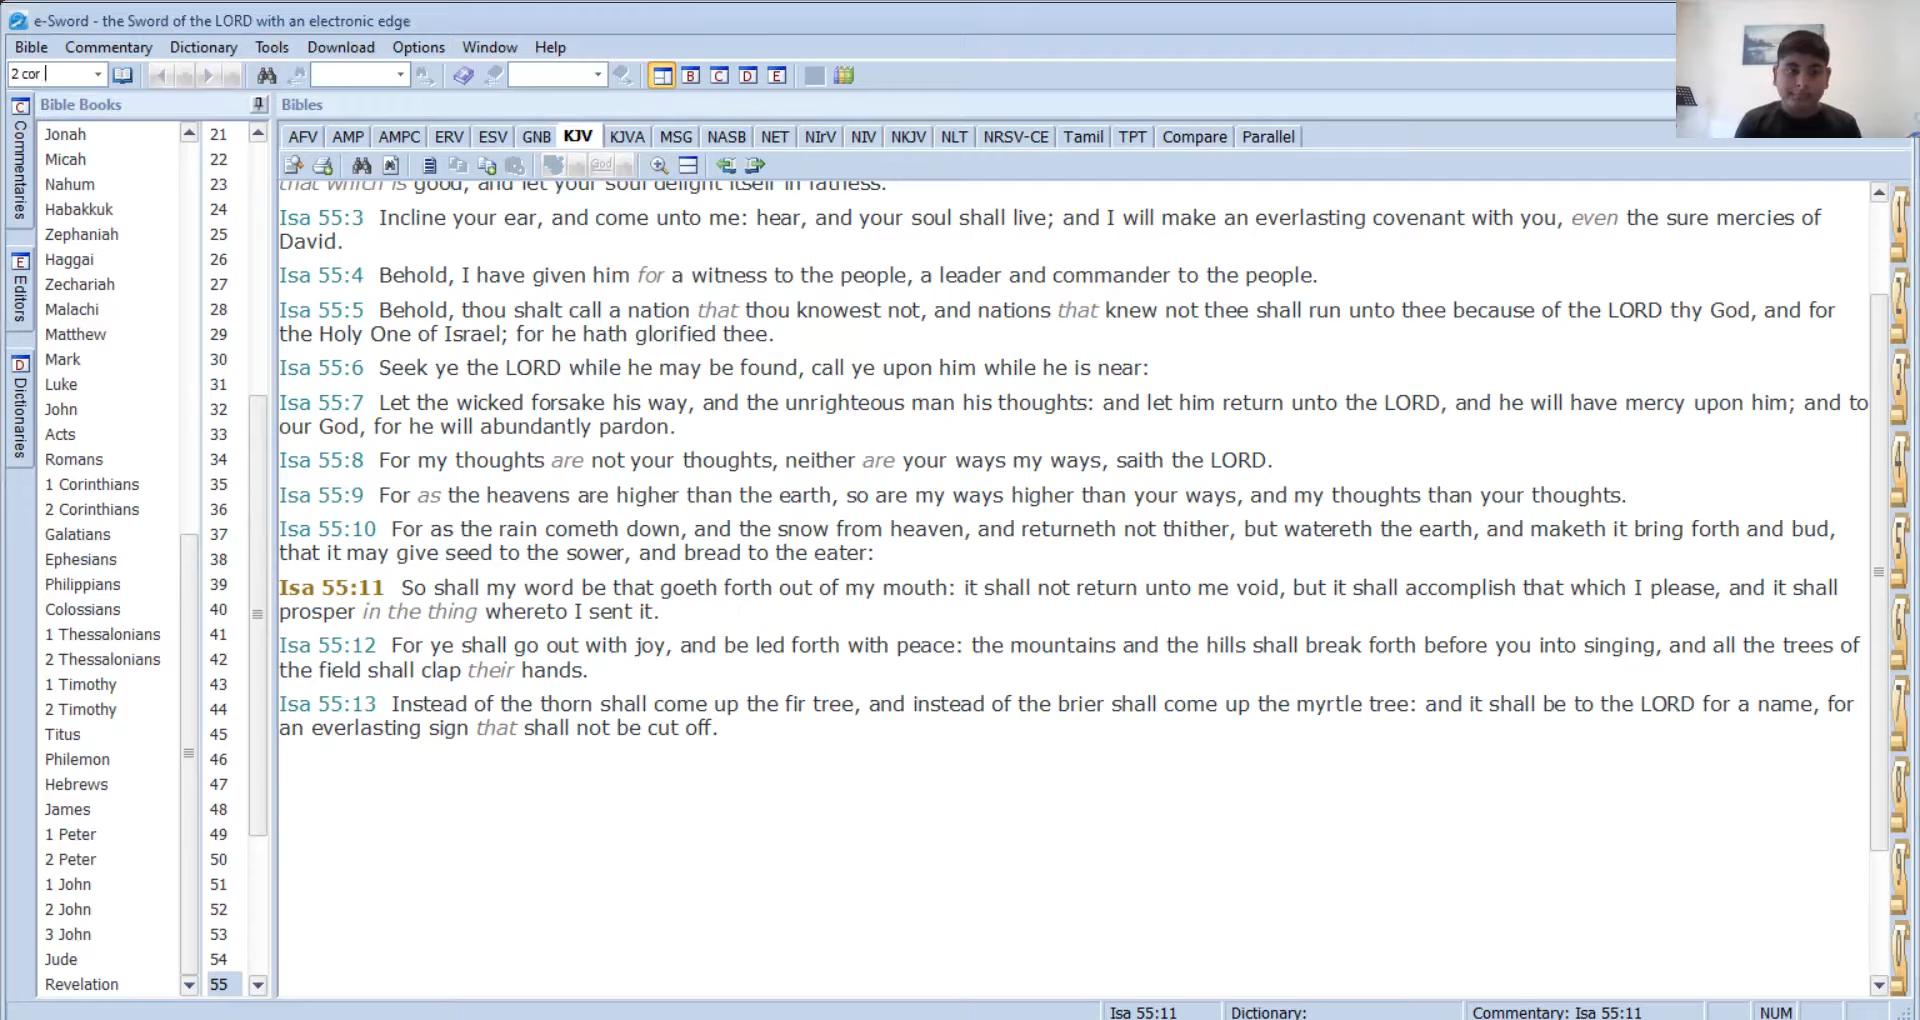 e-Sword - the Sword of the LORD with an electronic edge
Bible Commentary Dictionary Tools Download Options Window Help
2 cor
B C D E
Bible Books
Bibles
C Commentaries
E Editors
D Dictionaries
AFV AMP AMPC ERV ESV GNB KJV KJVA MSG NASB NET NIrV NIV NKJV NLT NRSV-CE Tamil TPT Compare Parallel
God
Jonah 21
Micah 22
Nahum 23
Habakkuk 24
Zephaniah 25
Haggai 26
Zechariah 27
Malachi 28
Matthew 29
Mark 30
Luke 31
John 32
Acts 33
Romans 34
1 Corinthians 35
2 Corinthians 36
Galatians 37
Ephesians 38
Philippians 39
Colossians 40
1 Thessalonians 41
2 Thessalonians 42
1 Timothy 43
2 Timothy 44
Titus 45
Philemon 46
Hebrews 47
James 48
1 Peter 49
2 Peter 50
1 John 51
2 John 52
3 John 53
Jude 54
Revelation 55
that which is good, and let your soul delight itself in fatness.
Isa 55:3 Incline your ear, and come unto me: hear, and your soul shall live; and I will make an everlasting covenant with you, even the sure mercies of
David.
Isa 55:4 Behold, I have given him for a witness to the people, a leader and commander to the people.
Isa 55:5 Behold, thou shalt call a nation that thou knowest not, and nations that knew not thee shall run unto thee because of the LORD thy God, and for
the Holy One of Israel; for he hath glorified thee.
Isa 55:6 Seek ye the LORD while he may be found, call ye upon him while he is near:
Isa 55:7 Let the wicked forsake his way, and the unrighteous man his thoughts: and let him return unto the LORD, and he will have mercy upon him; and to
our God, for he will abundantly pardon.
Isa 55:8 For my thoughts are not your thoughts, neither are your ways my ways, saith the LORD.
Isa 55:9 For as the heavens are higher than the earth, so are my ways higher than your ways, and my thoughts than your thoughts.
Isa 55:10 For as the rain cometh down, and the snow from heaven, and returneth not thither, but watereth the earth, and maketh it bring forth and bud,
that it may give seed to the sower, and bread to the eater:
Isa 55:11 So shall my word be that goeth forth out of my mouth: it shall not return unto me void, but it shall accomplish that which I please, and it shall
prosper in the thing whereto I sent it.
Isa 55:12 For ye shall go out with joy, and be led forth with peace: the mountains and the hills shall break forth before you into singing, and all the trees of
the field shall clap their hands.
Isa 55:13 Instead of the thorn shall come up the fir tree, and instead of the brier shall come up the myrtle tree: and it shall be to the LORD for a name, for
an everlasting sign that shall not be cut off.
1
2
3
4
5
6
7
8
9
0
Isa 55:11 Dictionary: Commentary: Isa 55:11 NUM